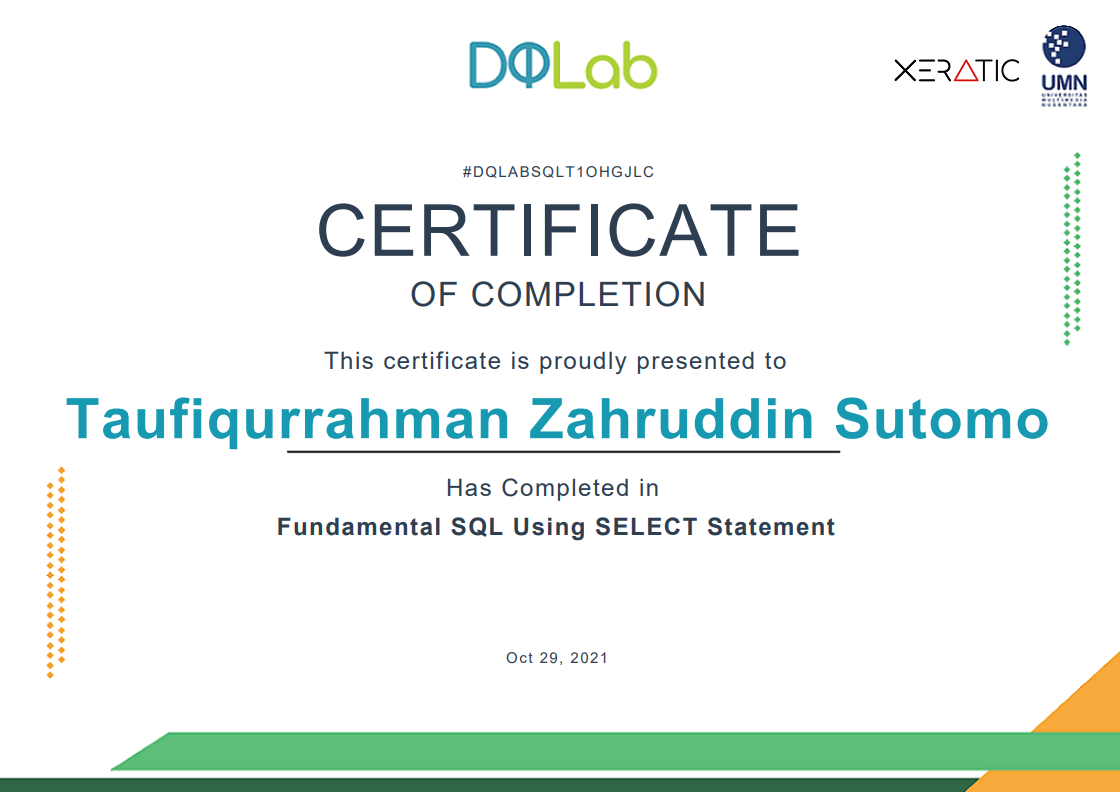 DQLab
XERATIC
UMN
UNIVERSITAS
MULTIMEDIA
NUSANTARA
#DQLABSQLT1OHGJLC
CERTIFICATE
OF COMPLETION
This certificate is proudly presented to
Taufiqurrahman Zahruddin Sutomo
Has Completed in
Fundamental SQL Using SELECT Statement
Oct 29, 2021